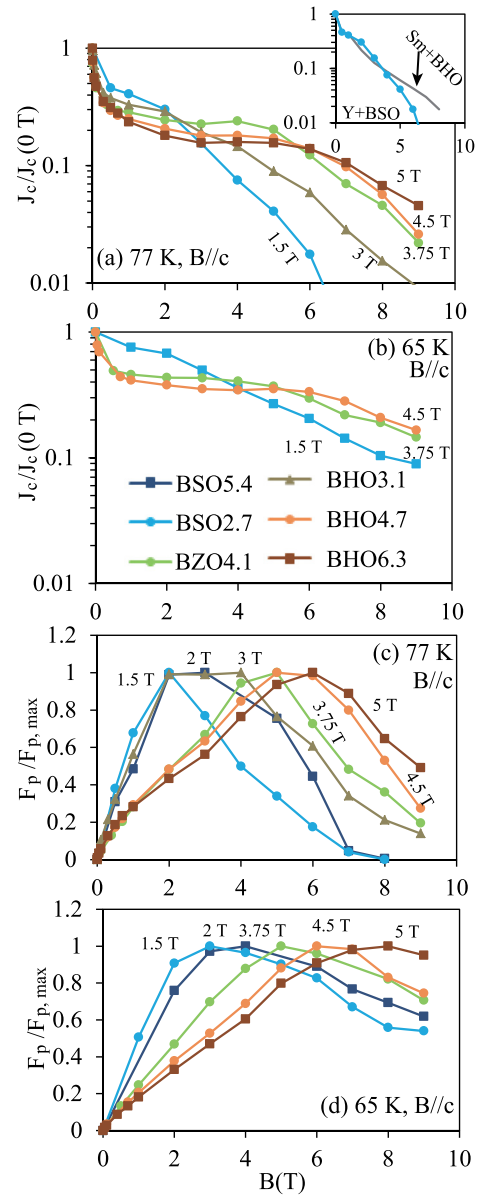 1
0.1
0.01
J_c/J_c (0 T)
0 2 4 6 8 10
(a) 77 K, B//c
1.5 T
3 T
5 T
4.5 T
3.75 T
1
0.1
0.01
0 5 10
Sm+BHO
Y+BSO
1
0.1
0.01
J_c/J_c (0 T)
0 2 4 6 8 10
(b) 65 K
B//c
4.5 T
3.75 T
1.5 T
BSO5.4
BHO3.1
BSO2.7
BHO4.7
BZO4.1
BHO6.3
1.2
1
0.8
0.6
0.4
0.2
0
F_p/F_p, max
0 2 4 6 8 10
(c) 77 K
B//c
1.5 T
2 T
3 T
3.75 T
5 T
4.5 T
1.2
1
0.8
0.6
0.4
0.2
0
F_p/F_p, max
1.5 T
2 T
3.75 T
4.5 T
5 T
(d) 65 K, B//c
0 2 4 6 8 10
B(T)